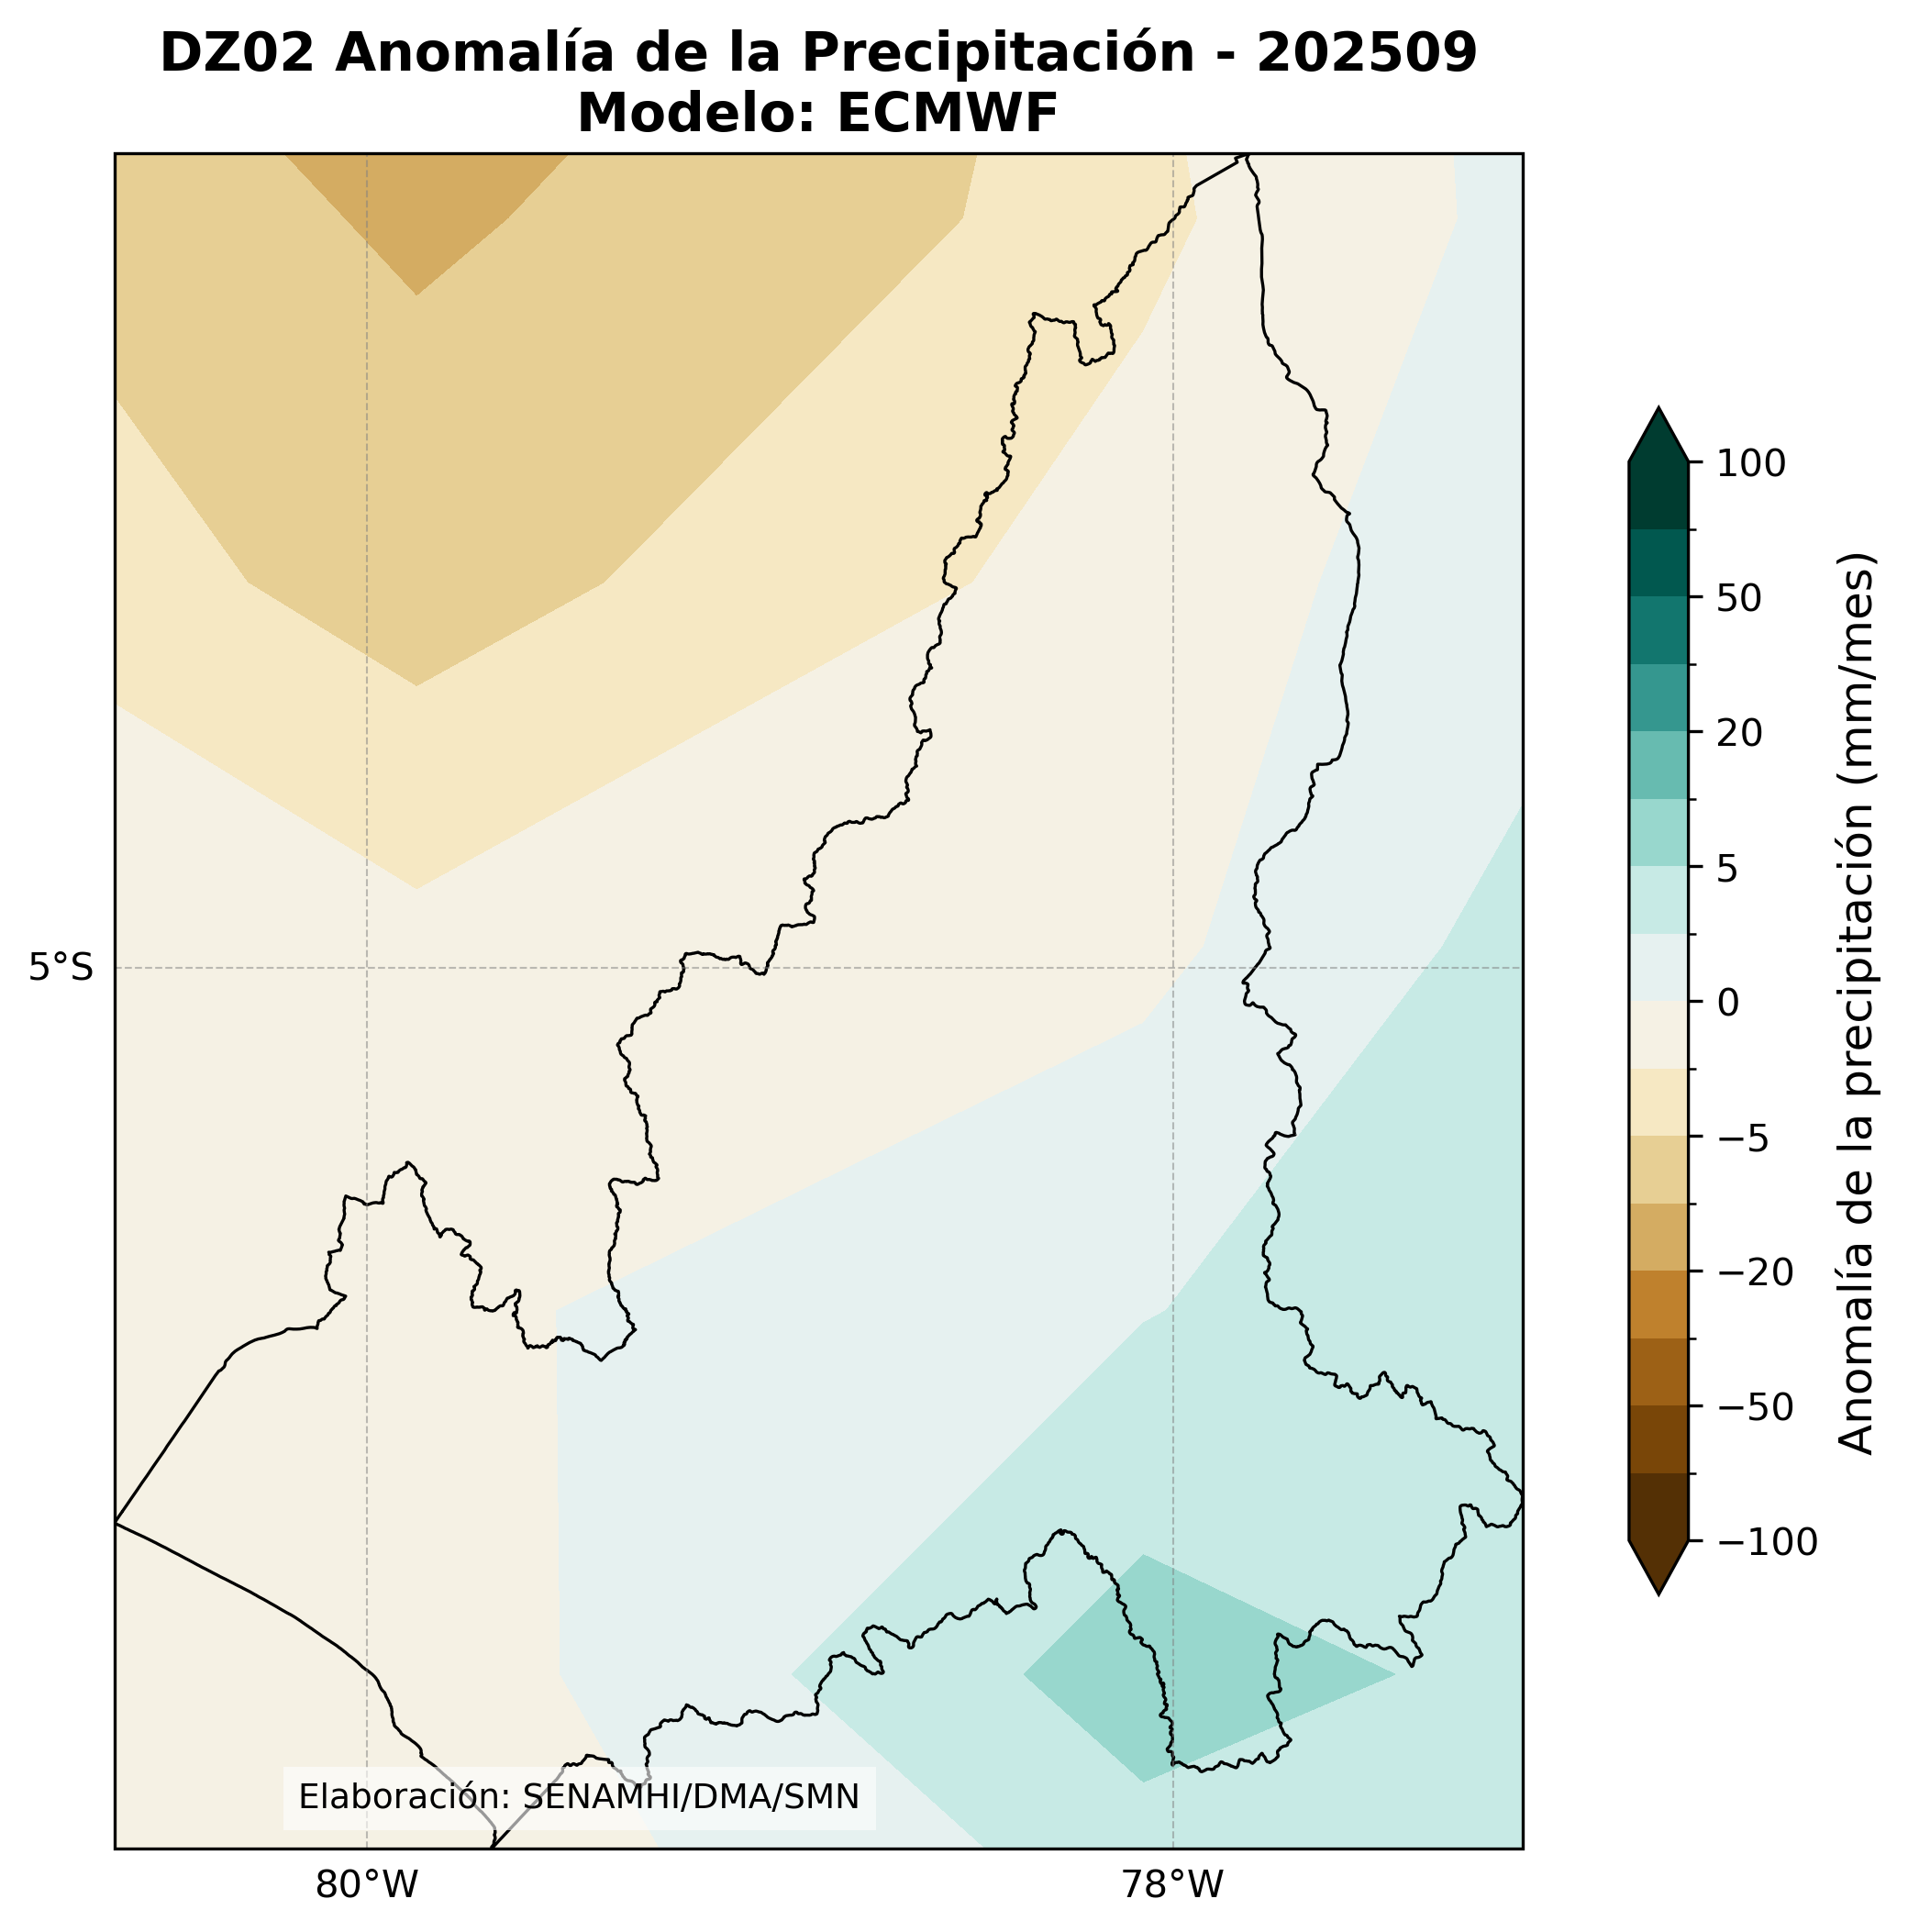 DZ02 Anomalía de la Precipitación - 202509
Modelo: ECMWF
5°S
80°W
78°W
Elaboración: SENAMHI/DMA/SMN
100
50
20
5
0
−5
−20
−50
−100
Anomalía de la precipitación (mm/mes)